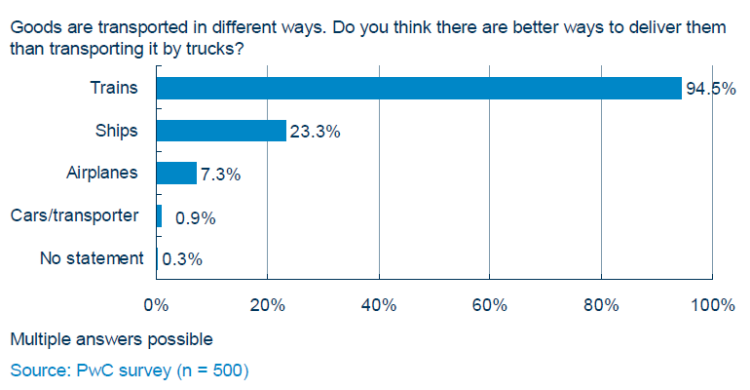 Goods are transported in different ways. Do you think there are better ways to deliver them
than transporting it by trucks?
Trains 94.5%
Ships 23.3%
Airplanes 7.3%
Cars/transporter 0.9%
No statement 0.3%
0% 20% 40% 60% 80% 100%
Multiple answers possible
Source: PwC survey (n = 500)